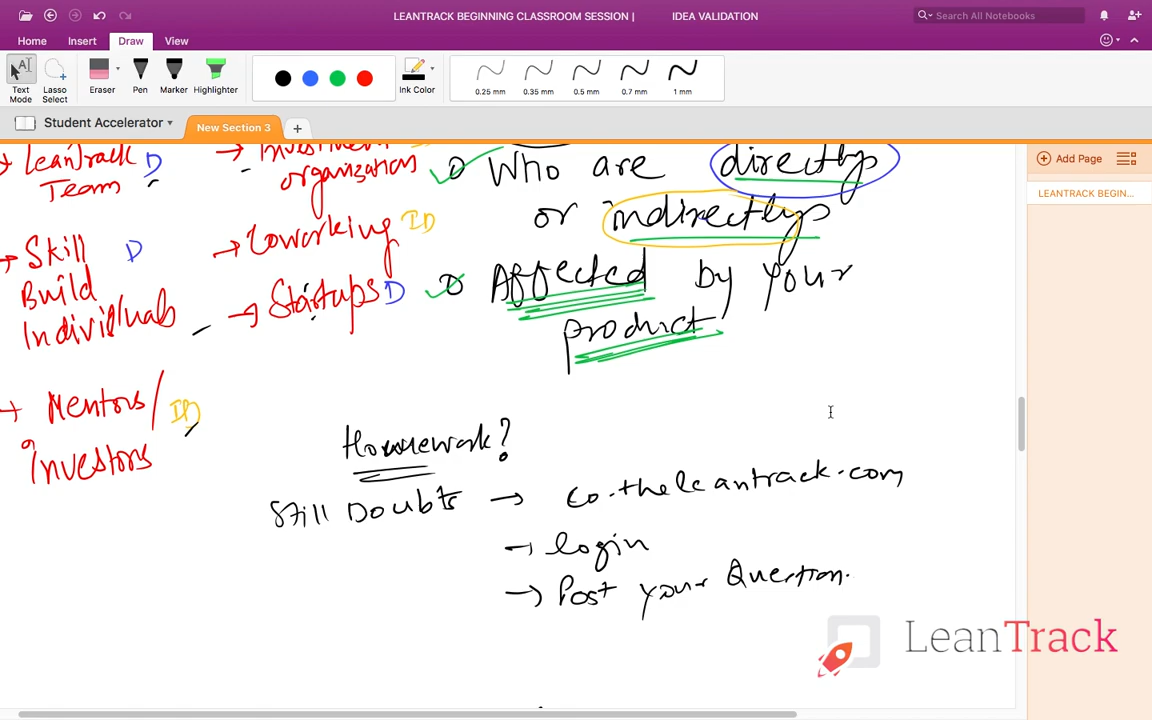 LEANTRACK BEGINNING CLASSROOM SESSION | IDEA VALIDATION
Search All Notebooks
Home Insert Draw View
Text Mode
Lasso Select
Eraser
Pen
Marker
Highlighter
Ink Color
0.25 mm
0.35 mm
0.5 mm
0.7 mm
1 mm
Student Accelerator
New Section 3
+
Add Page
LEANTRACK BEGIN...
→ LeanTrack Team D
→ Skill Build Individuals D
→ Mentors/ Investors ID
→ Investment organization
→ Coworking ID
→ Startups D
Who are directly
or indirectly
Affected by your
product
Homework?
Still Doubts → co.theleantrack.com
→ login
→ Post your Question.
LeanTrack